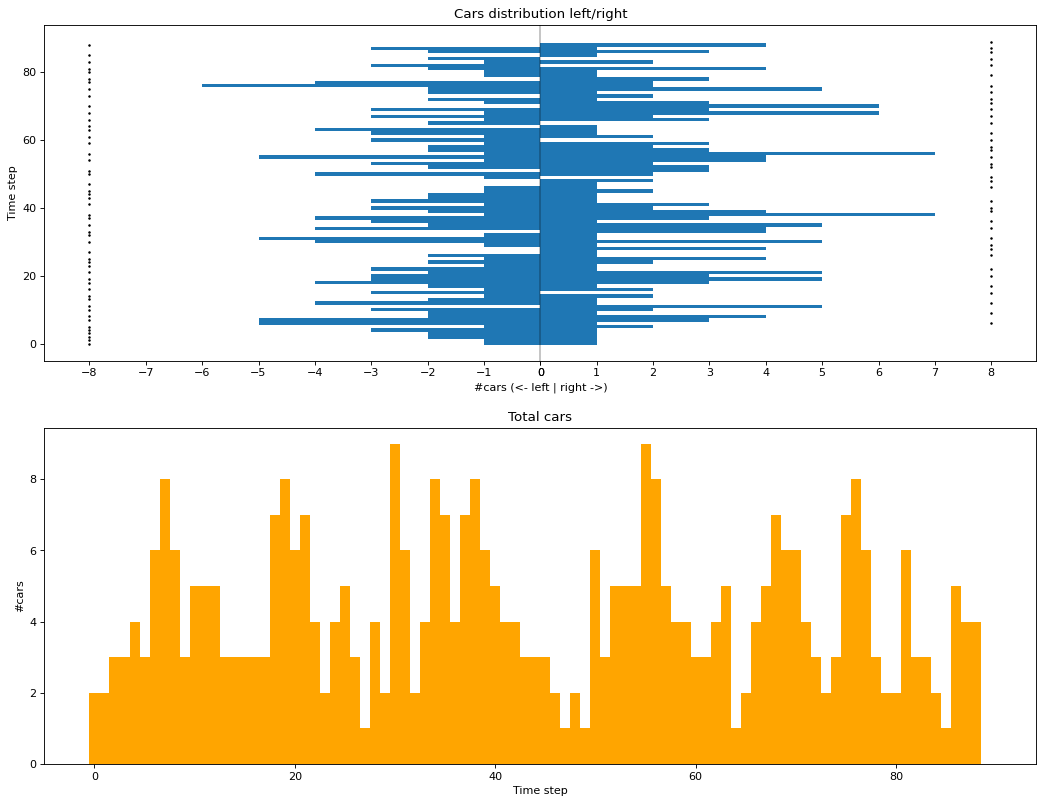 Cars distribution left/right
80
60
40
20
0
Time step
−8 −7 −6 −5 −4 −3 −2 −1 0 1 2 3 4 5 6 7 8
#cars (<- left | right ->)
Total cars
8
6
4
2
0
#cars
0 20 40 60 80
Time step